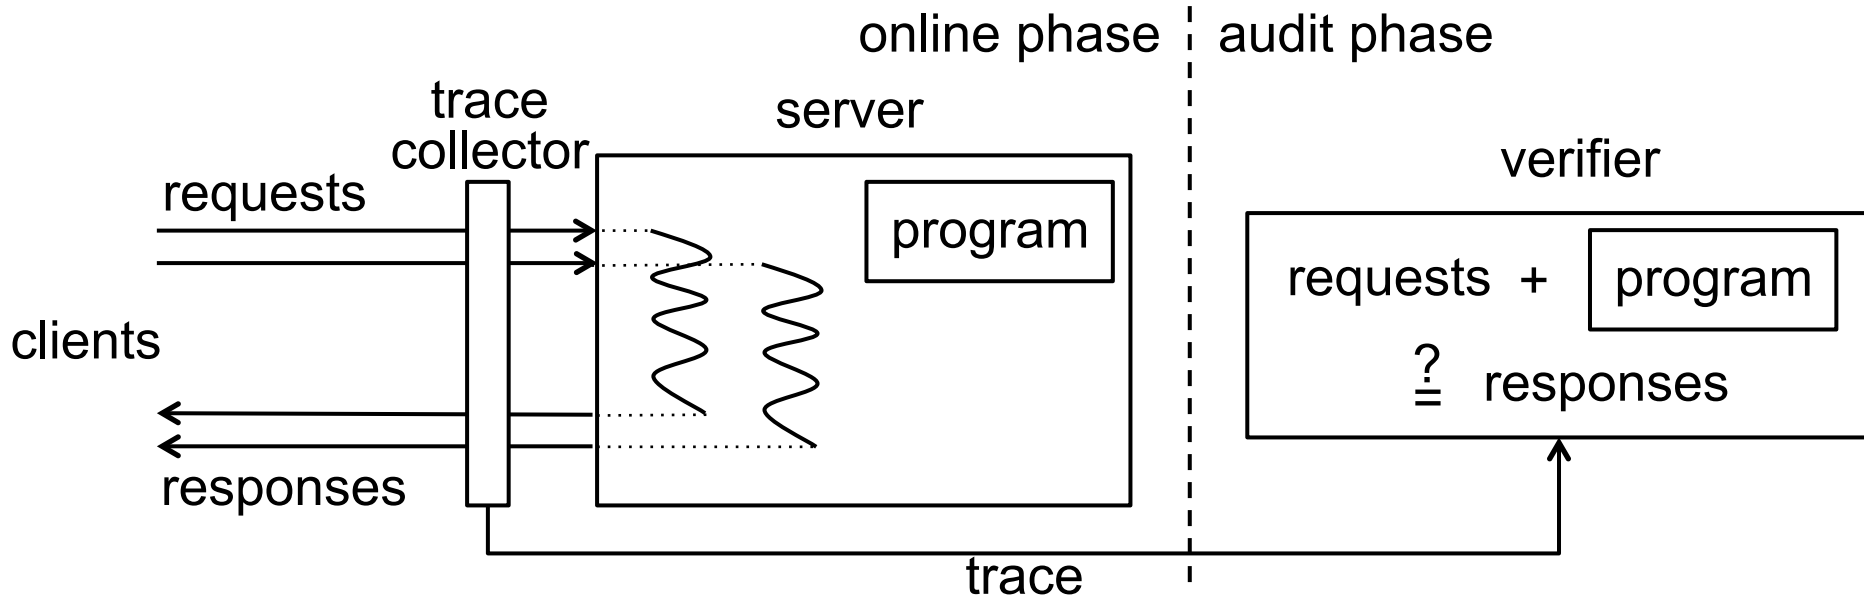 online phase
audit phase
trace
collector
server
verifier
requests
program
requests + program
clients
? = responses
responses
trace